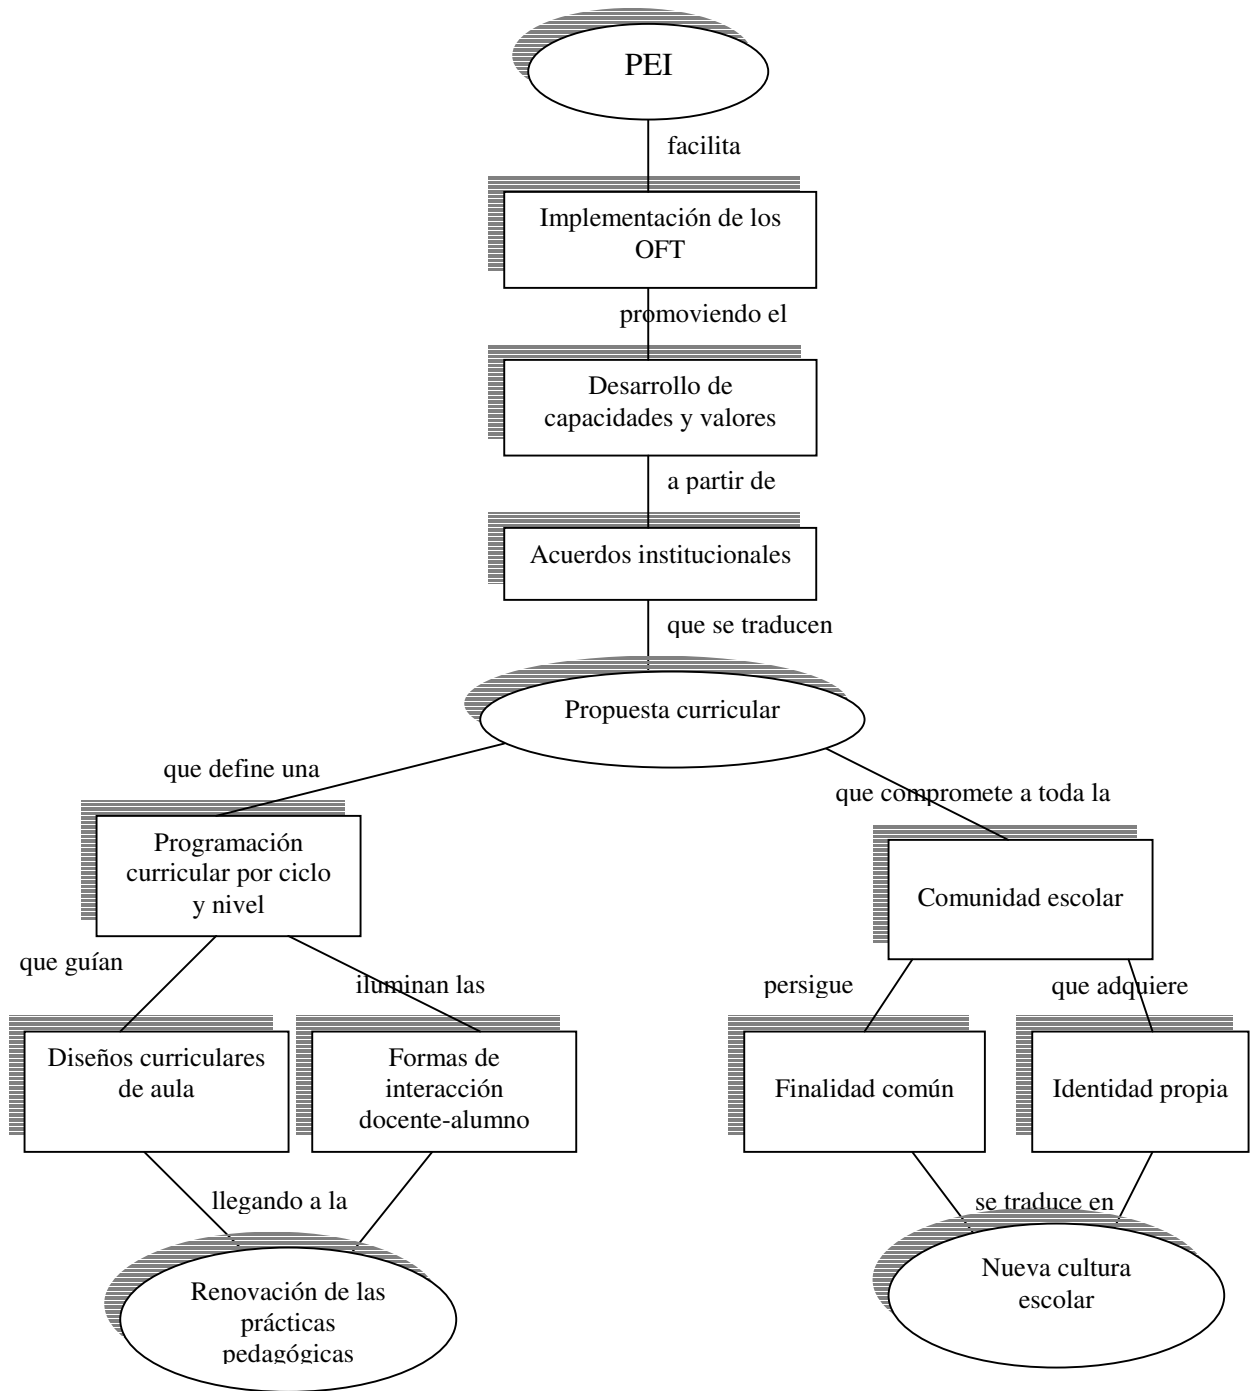 PEI
facilita
Implementación de los
OFT
promoviendo el
Desarrollo de
capacidades y valores
a partir de
Acuerdos institucionales
que se traducen
Propuesta curricular
que define una
que compromete a toda la
Programación
curricular por ciclo
y nivel
Comunidad escolar
que guían
iluminan las
persigue
que adquiere
Diseños curriculares
de aula
Formas de
interacción
docente-alumno
Finalidad común
Identidad propia
llegando a la
se traduce en
Renovación de las
prácticas
pedagógicas
Nueva cultura
escolar